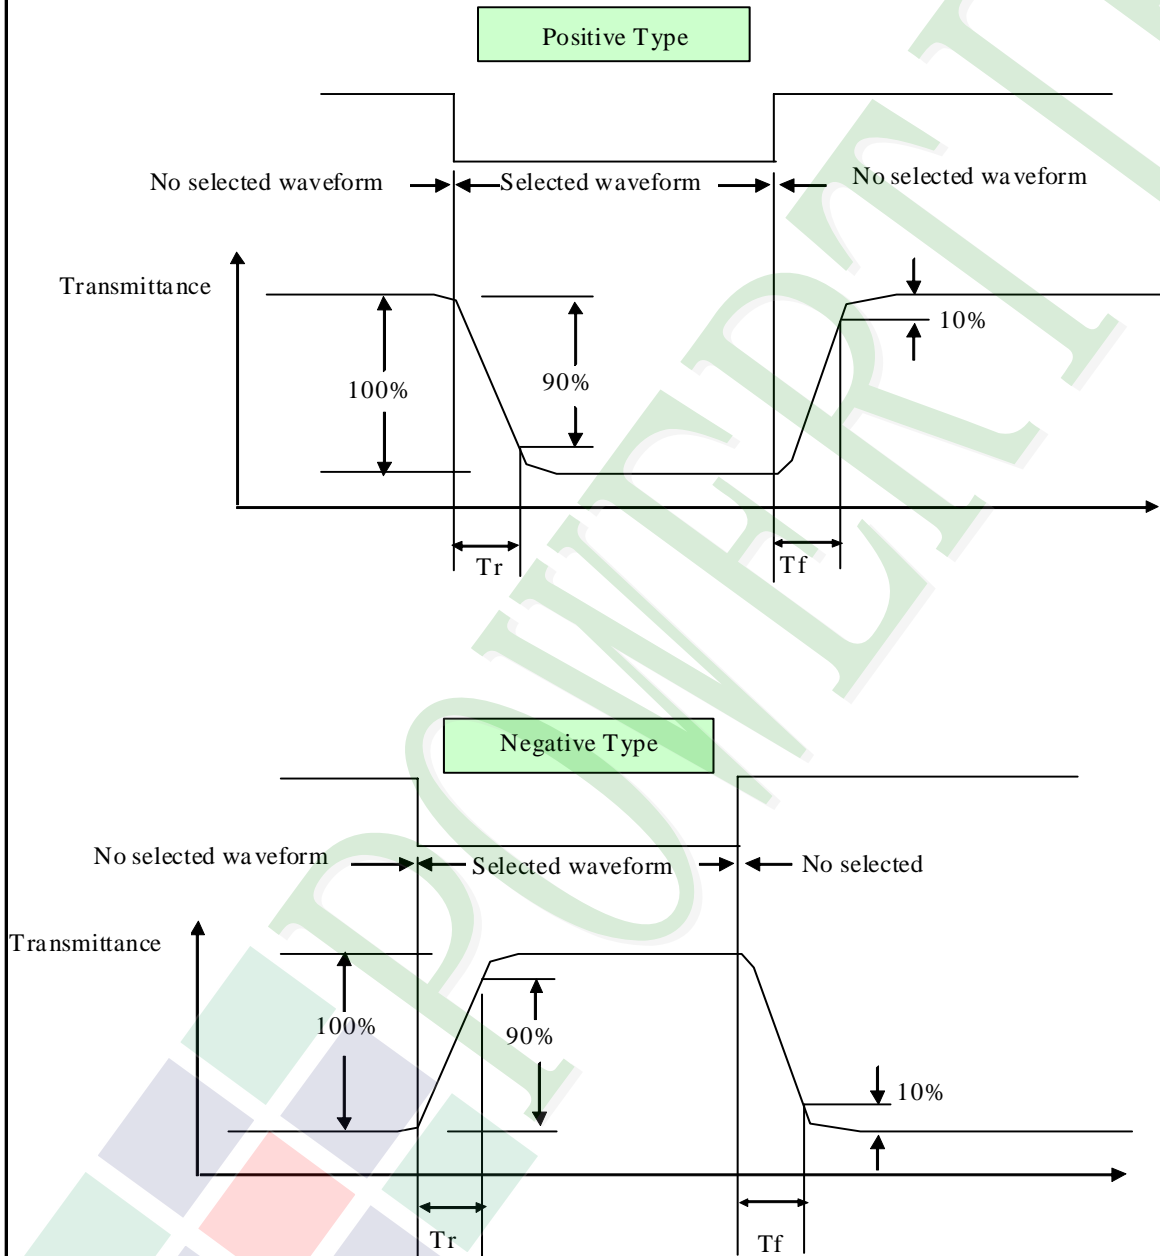 Positive Type
No selected waveform
Selected waveform
No selected waveform
Transmittance
10%
100%
90%
Tr
Tf
Negative Type
No selected waveform
Selected waveform
No selected
Transmittance
100%
90%
10%
Tr
Tf
POWERTI